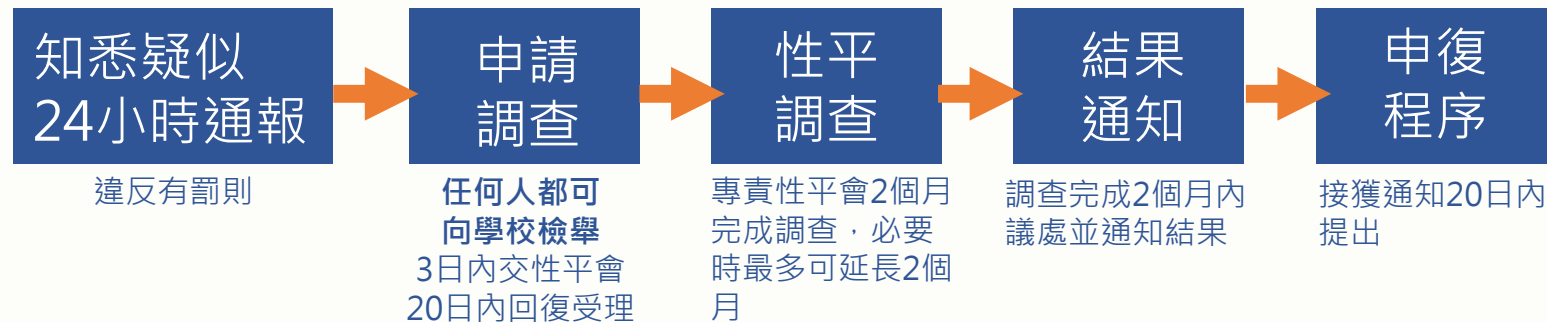 知悉疑似
24小時通報
違反有罰則
申請
調查
任何人都可
向學校檢舉
3日內交性平會
20日內回復受理
性平
調查
專責性平會2個月
完成調查，必要
時最多可延長2個
月
結果
通知
調查完成2個月內
議處並通知結果
申復
程序
接獲通知20日內
提出